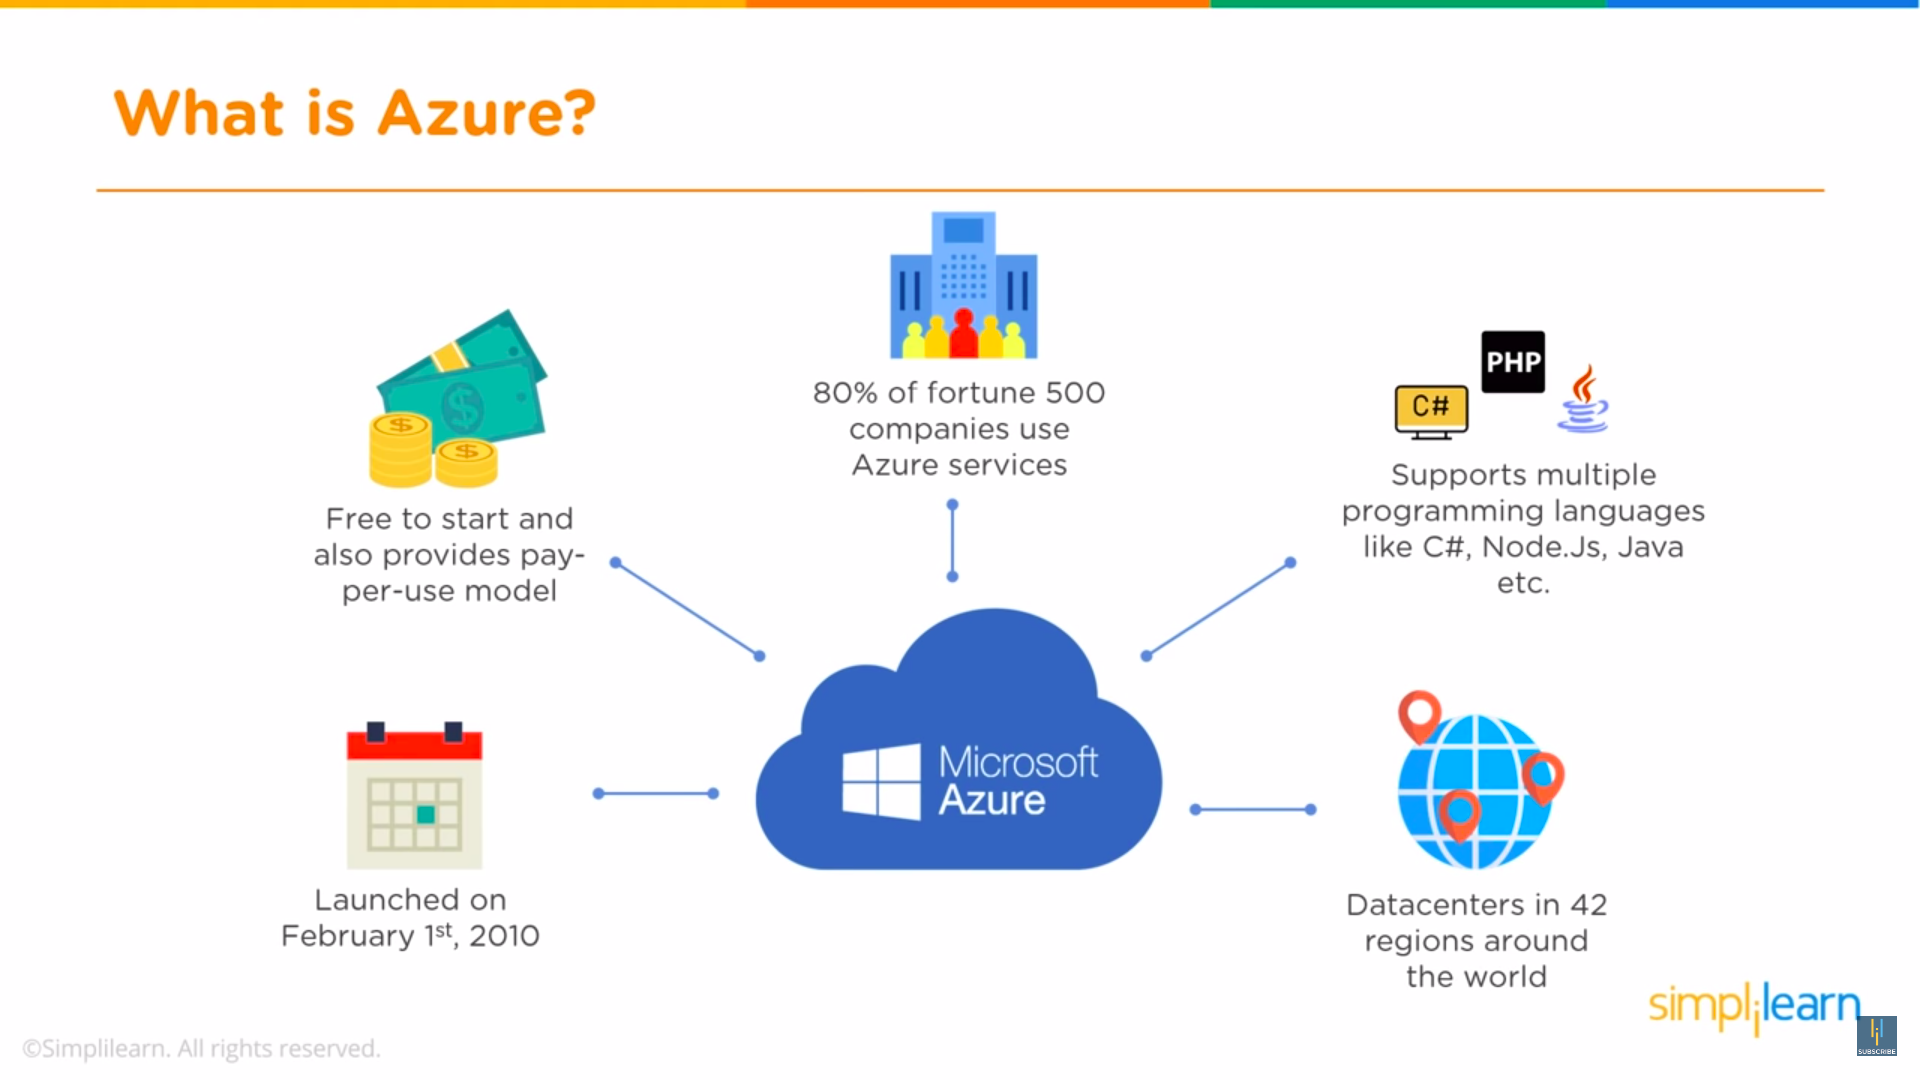 What is Azure?
80% of fortune 500
companies use
Azure services
Free to start and
also provides pay-
per-use model
PHP
C#
Supports multiple
programming languages
like C#, Node.Js, Java
etc.
Microsoft
Azure
Launched on
February 1st, 2010
Datacenters in 42
regions around
the world
simplilearn
SUBSCRIBE
©Simplilearn. All rights reserved.